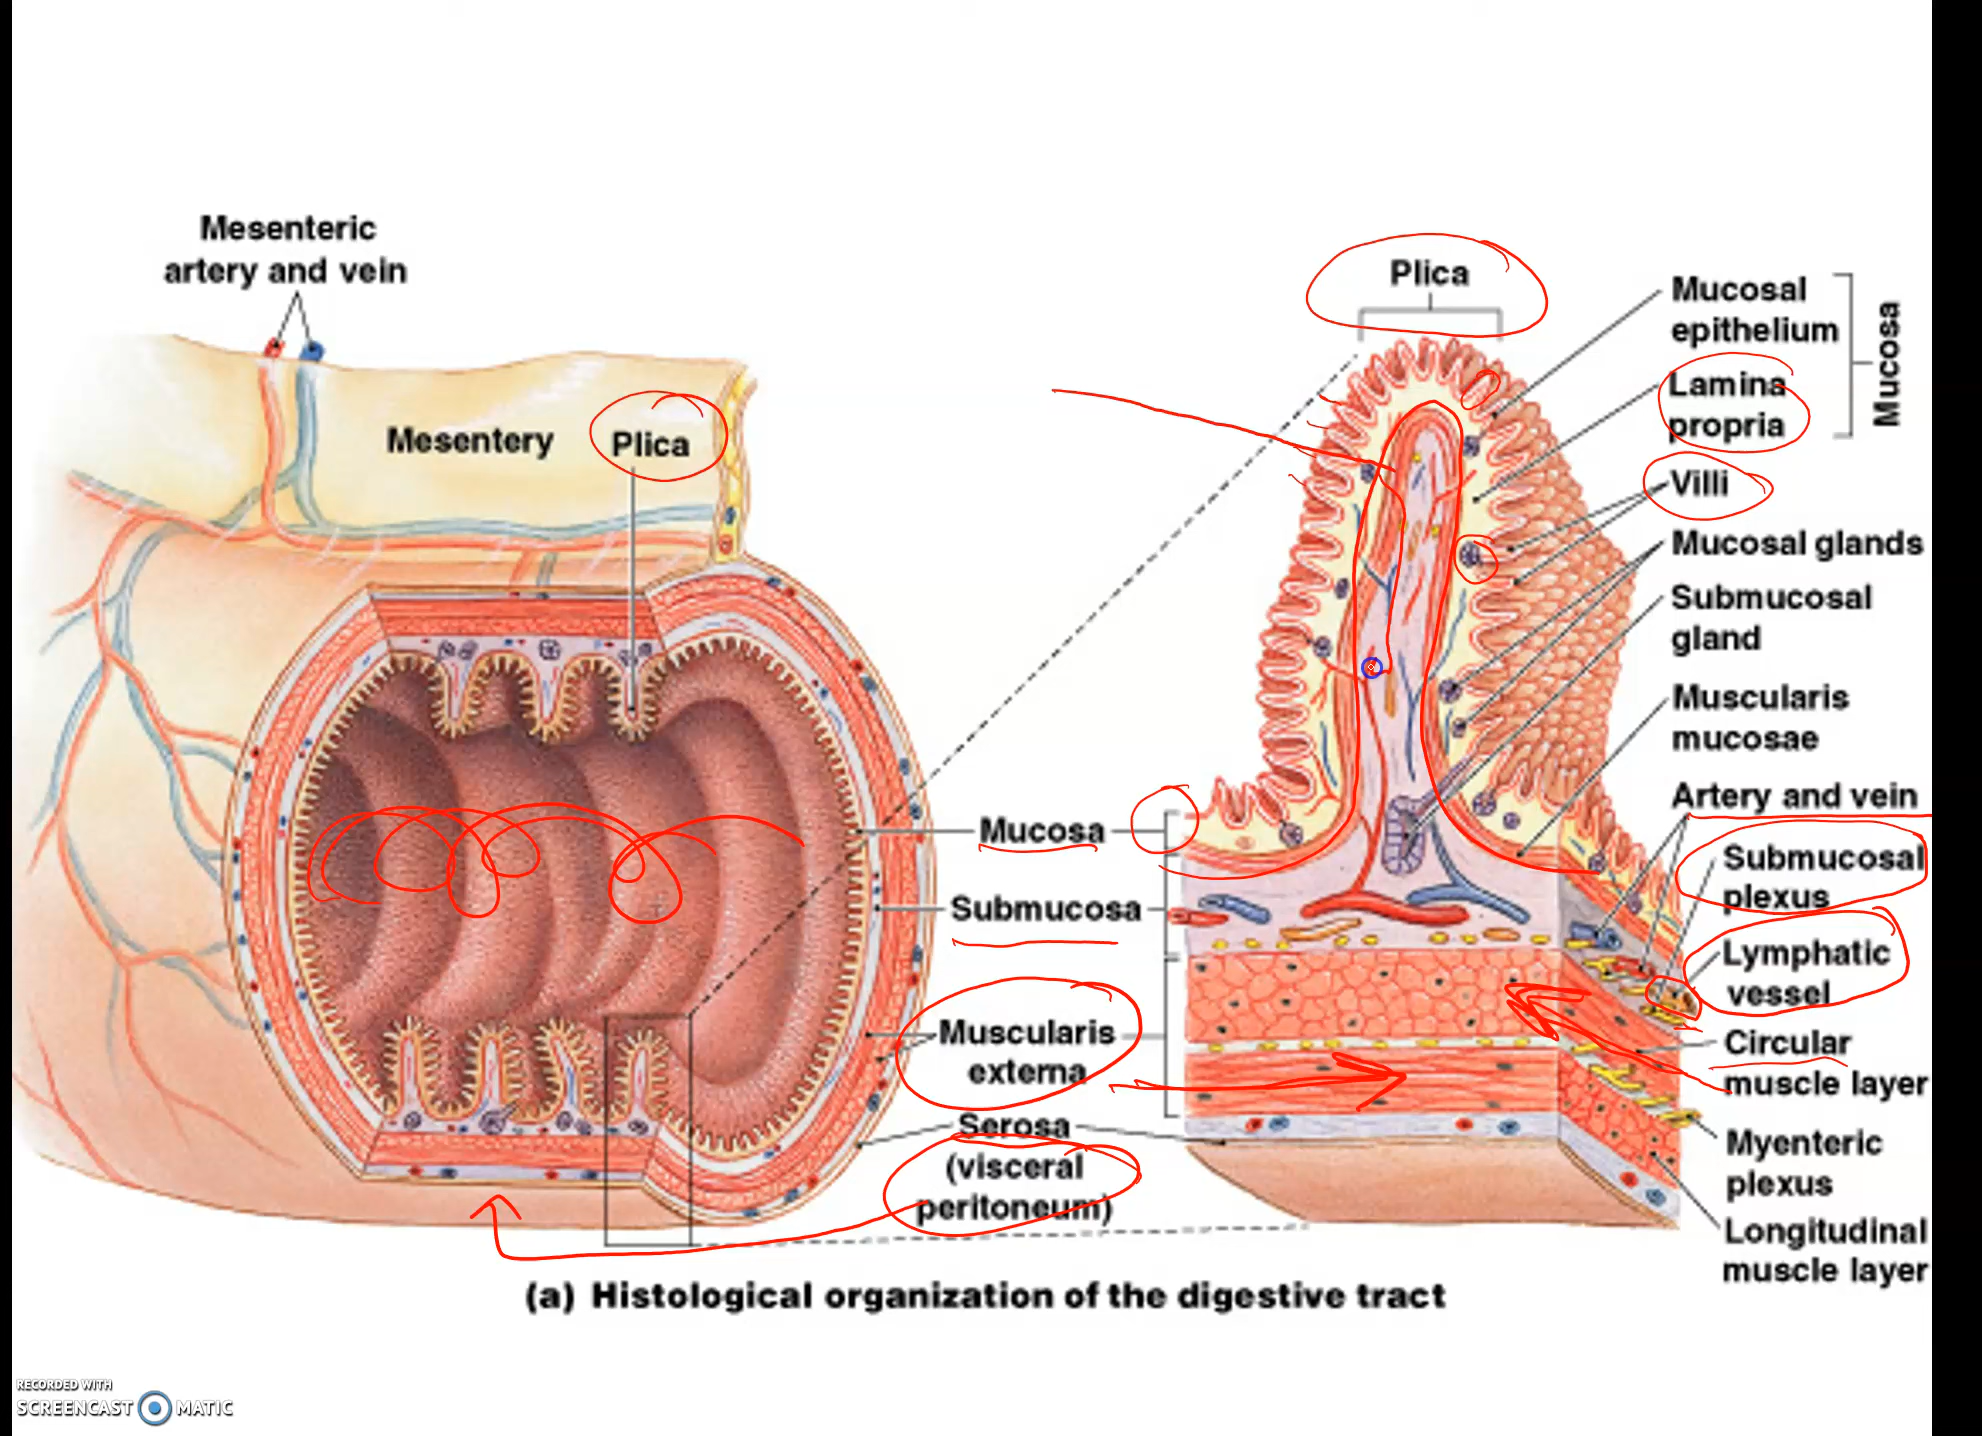 Mesenteric
artery and vein
Mesentery
Plica
Plica
Mucosal
epithelium
Lamina
propria
Mucosa
Villi
Mucosal glands
Submucosal
gland
Muscularis
mucosae
Artery and vein
Submucosal
plexus
Lymphatic
vessel
Circular
muscle layer
Myenteric
plexus
Longitudinal
muscle layer
Mucosa
Submucosa
Muscularis
externa
Serosa
(visceral
peritoneum)
(a) Histological organization of the digestive tract
RECORDED WITH
SCREENCAST MATIC